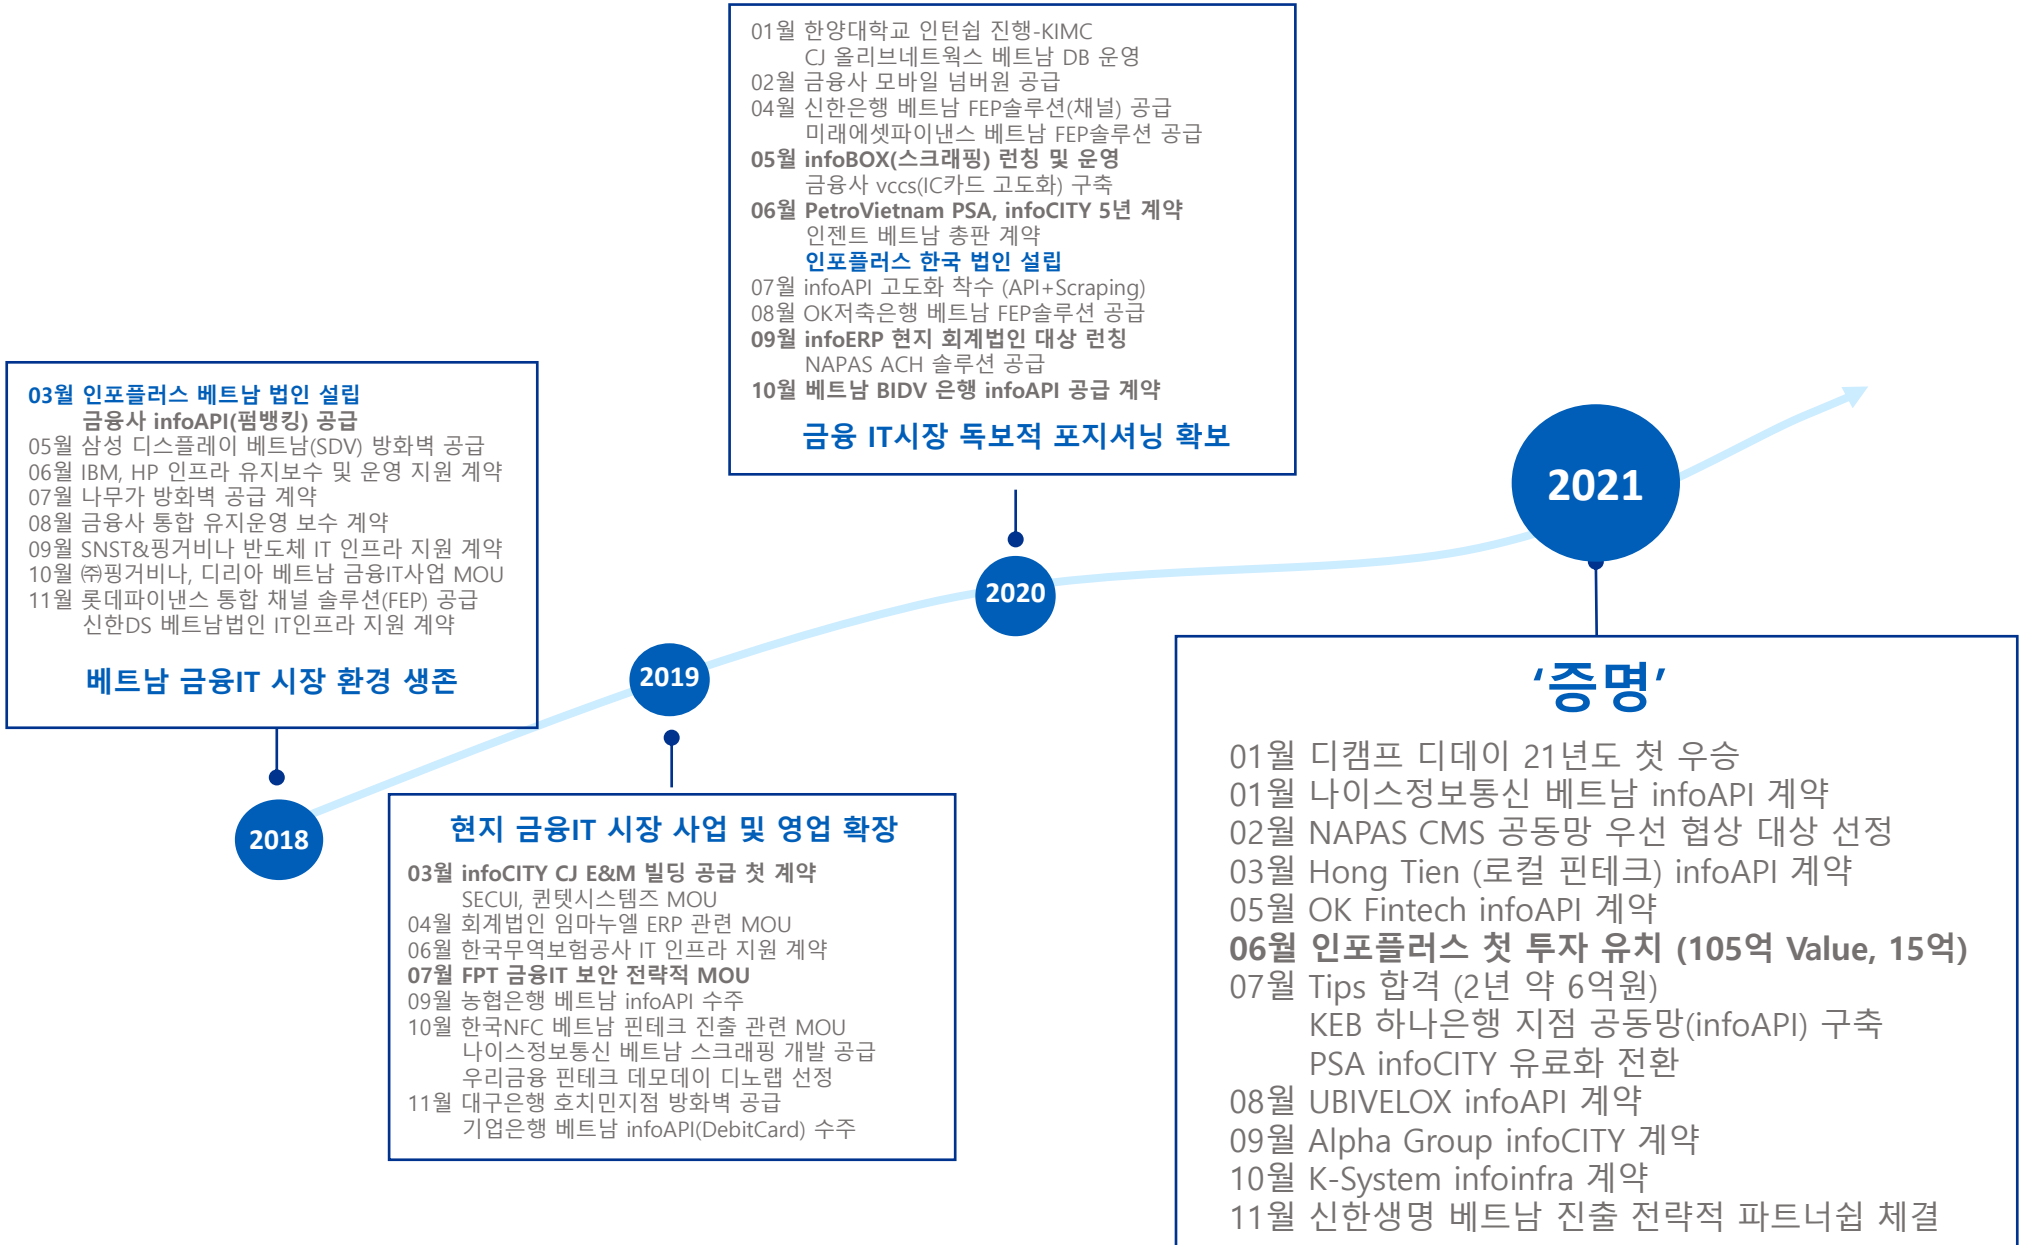 03월 인포플러스 베트남 법인 설립
금융사 infoAPI(펌뱅킹) 공급
05월 삼성 디스플레이 베트남(SDV) 방화벽 공급
06월 IBM, HP 인프라 유지보수 및 운영 지원 계약
07월 나무가 방화벽 공급 계약
08월 금융사 통합 유지운영 보수 계약
09월 SNST&핑거비나 반도체 IT 인프라 지원 계약
10월 ㈜핑거비나, 디리아 베트남 금융IT사업 MOU
11월 롯데파이낸스 통합 채널 솔루션(FEP) 공급
신한DS 베트남법인 IT인프라 지원 계약
베트남 금융IT 시장 환경 생존
2018
2019
현지 금융IT 시장 사업 및 영업 확장
03월 infoCITY CJ E&M 빌딩 공급 첫 계약
SECUI, 퀸텟시스템즈 MOU
04월 회계법인 임마누엘 ERP 관련 MOU
06월 한국무역보험공사 IT 인프라 지원 계약
07월 FPT 금융IT 보안 전략적 MOU
09월 농협은행 베트남 infoAPI 수주
10월 한국NFC 베트남 핀테크 진출 관련 MOU
나이스정보통신 베트남 스크래핑 개발 공급
우리금융 핀테크 데모데이 디노랩 선정
11월 대구은행 호치민지점 방화벽 공급
기업은행 베트남 infoAPI(DebitCard) 수주
01월 한양대학교 인턴쉽 진행-KIMC
CJ 올리브네트웍스 베트남 DB 운영
02월 금융사 모바일 넘버원 공급
04월 신한은행 베트남 FEP솔루션(채널) 공급
미래에셋파이낸스 베트남 FEP솔루션 공급
05월 infoBOX(스크래핑) 런칭 및 운영
금융사 vccs(IC카드 고도화) 구축
06월 PetroVietnam PSA, infoCITY 5년 계약
인젠트 베트남 총판 계약
인포플러스 한국 법인 설립
07월 infoAPI 고도화 착수 (API+Scraping)
08월 OK저축은행 베트남 FEP솔루션 공급
09월 infoERP 현지 회계법인 대상 런칭
NAPAS ACH 솔루션 공급
10월 베트남 BIDV 은행 infoAPI 공급 계약
금융 IT시장 독보적 포지셔닝 확보
2020
2021
‘증명’
01월 디캠프 디데이 21년도 첫 우승
01월 나이스정보통신 베트남 infoAPI 계약
02월 NAPAS CMS 공동망 우선 협상 대상 선정
03월 Hong Tien (로컬 핀테크) infoAPI 계약
05월 OK Fintech infoAPI 계약
06월 인포플러스 첫 투자 유치 (105억 Value, 15억)
07월 Tips 합격 (2년 약 6억원)
KEB 하나은행 지점 공동망(infoAPI) 구축
PSA infoCITY 유료화 전환
08월 UBIVELOX infoAPI 계약
09월 Alpha Group infoCITY 계약
10월 K-System infoinfra 계약
11월 신한생명 베트남 진출 전략적 파트너쉽 체결